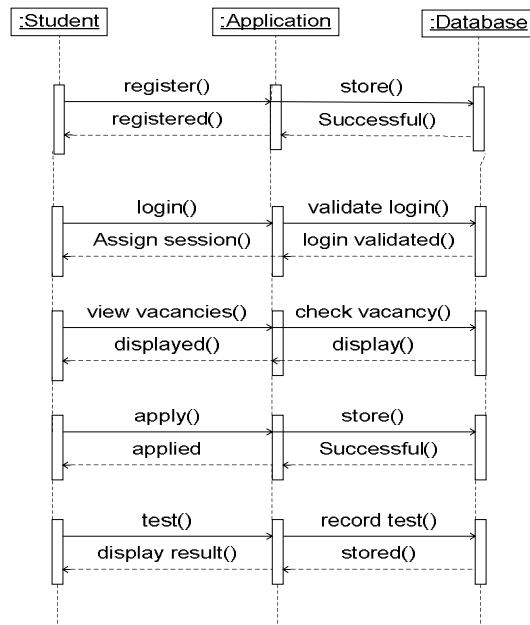 :Student :Application :Database
register() store()
registered() Successful()
login() validate login()
Assign session() login validated()
view vacancies() check vacancy()
displayed() display()
apply() store()
applied Successful()
test() record test()
display result() stored()